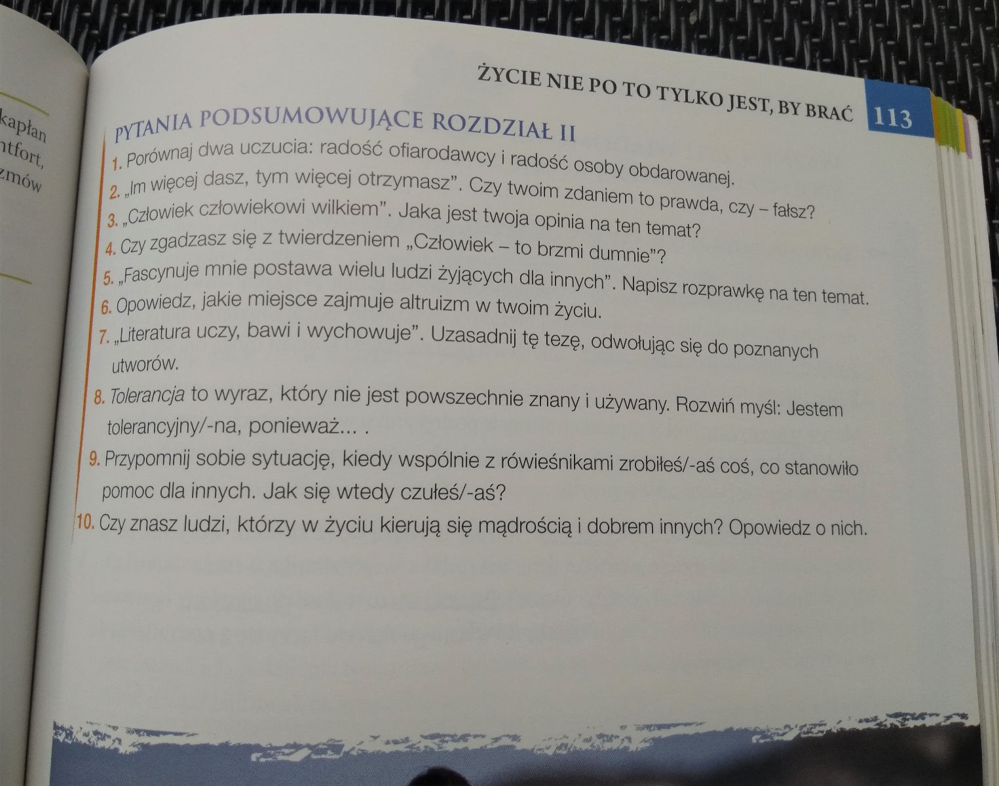 kapłan
ntfort,
zmów
ŻYCIE NIE PO TO TYLKO JEST, BY BRAĆ 113
PYTANIA PODSUMOWUJĄCE ROZDZIAŁ II
1. Porównaj dwa uczucia: radość ofiarodawcy i radość osoby obdarowanej.
2. „Im więcej dasz, tym więcej otrzymasz”. Czy twoim zdaniem to prawda, czy – fałsz?
3. „Człowiek człowiekowi wilkiem”. Jaka jest twoja opinia na ten temat?
4. Czy zgadzasz się z twierdzeniem „Człowiek – to brzmi dumnie”?
5. „Fascynuje mnie postawa wielu ludzi żyjących dla innych”. Napisz rozprawkę na ten temat.
6. Opowiedz, jakie miejsce zajmuje altruizm w twoim życiu.
7. „Literatura uczy, bawi i wychowuje”. Uzasadnij tę tezę, odwołując się do poznanych
utworów.
8. Tolerancja to wyraz, który nie jest powszechnie znany i używany. Rozwiń myśl: Jestem
tolerancyjny/-na, ponieważ... .
9. Przypomnij sobie sytuację, kiedy wspólnie z rówieśnikami zrobiłeś/-aś coś, co stanowiło
pomoc dla innych. Jak się wtedy czułeś/-aś?
10. Czy znasz ludzi, którzy w życiu kierują się mądrością i dobrem innych? Opowiedz o nich.